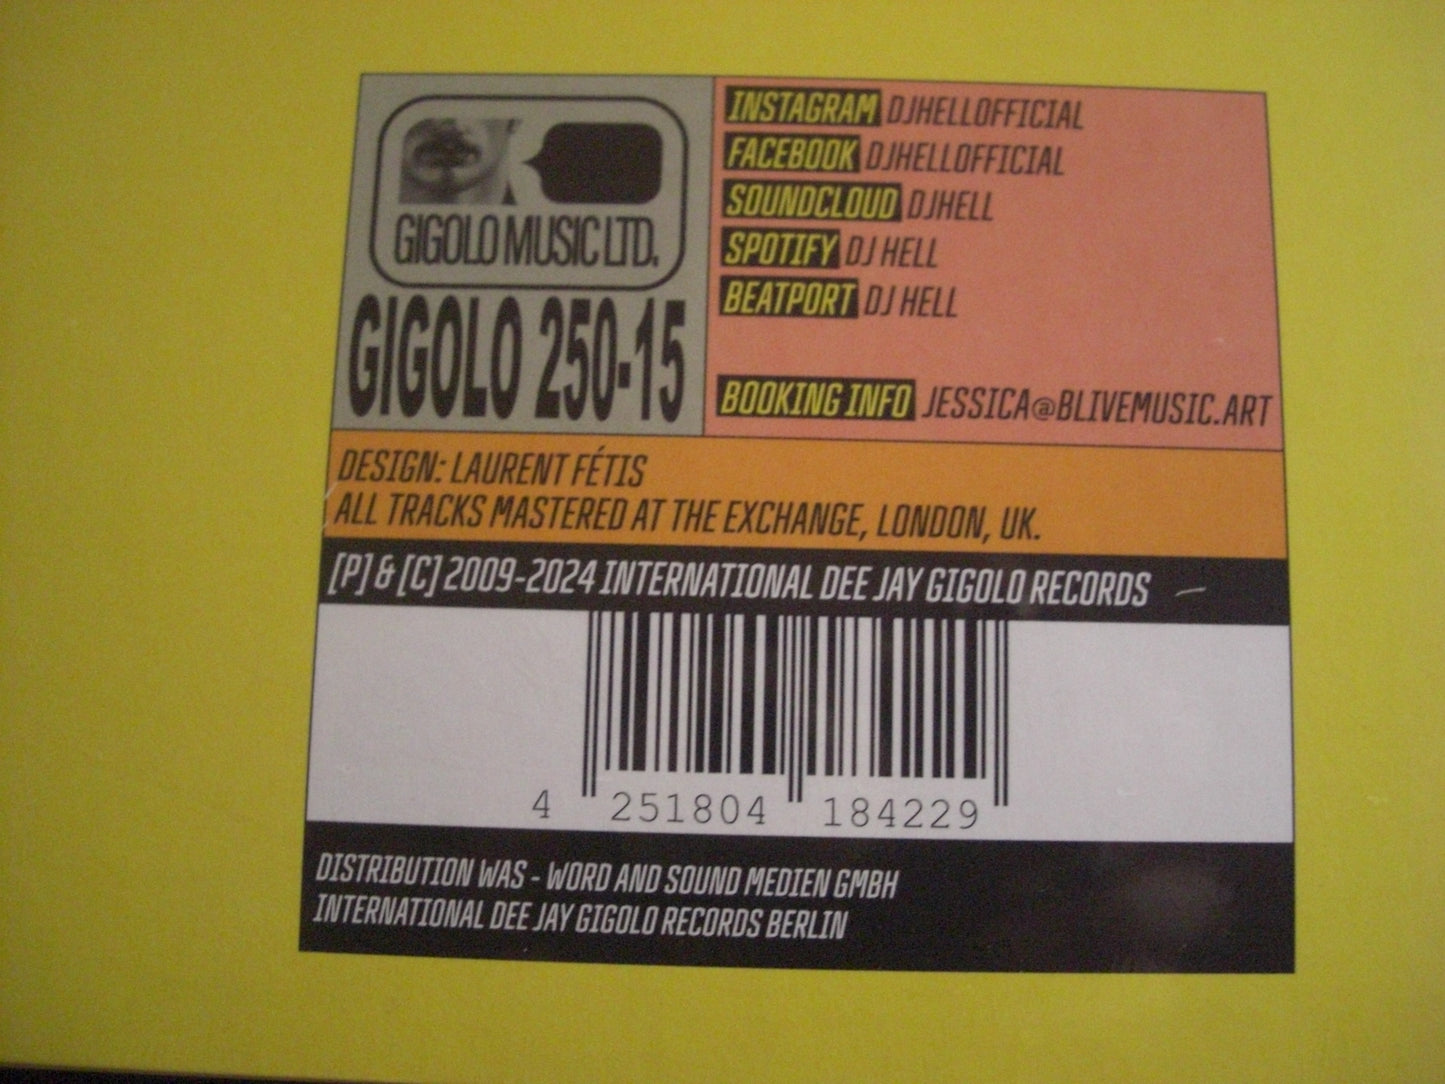 GIGOLO MUSIC LTD.
GIGOLO 250-15
INSTAGRAM DJHELLOFFICIAL
FACEBOOK DJHELLOFFICIAL
SOUNDCLOUD DJHELL
SPOTIFY DJ HELL
BEATPORT DJ HELL
BOOKING INFO JESSICA@BLIVEMUSIC.ART
DESIGN: LAURENT FÉTIS
ALL TRACKS MASTERED AT THE EXCHANGE, LONDON, UK.
[P] & [C] 2009-2024 INTERNATIONAL DEE JAY GIGOLO RECORDS
4 251804 184229
DISTRIBUTION WAS - WORD AND SOUND MEDIEN GMBH
INTERNATIONAL DEE JAY GIGOLO RECORDS BERLIN